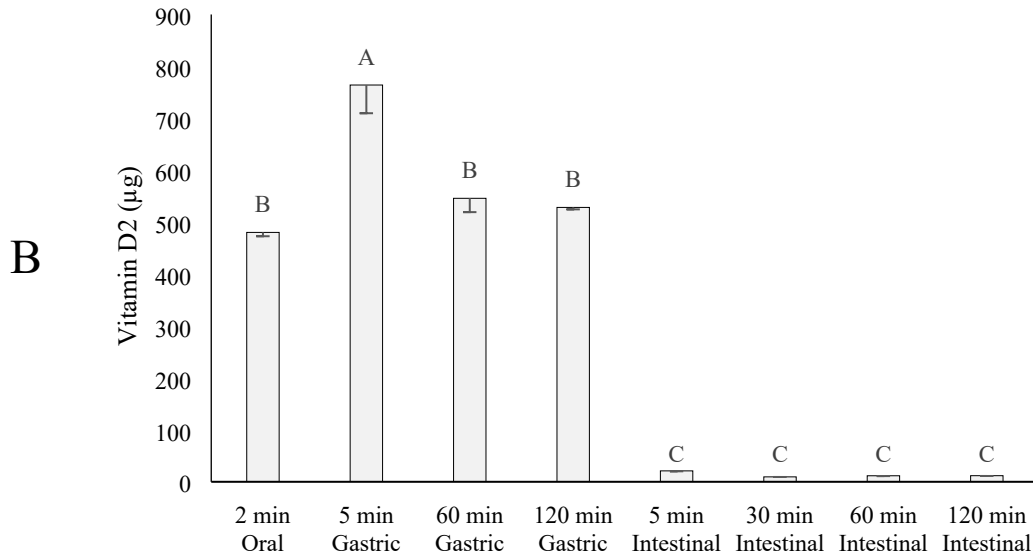 B
Vitamin D2 (µg)
900
800
700
600
500
400
300
200
100
0
B
A
B
B
C
C
C
C
2 min Oral
5 min Gastric
60 min Gastric
120 min Gastric
5 min Intestinal
30 min Intestinal
60 min Intestinal
120 min Intestinal